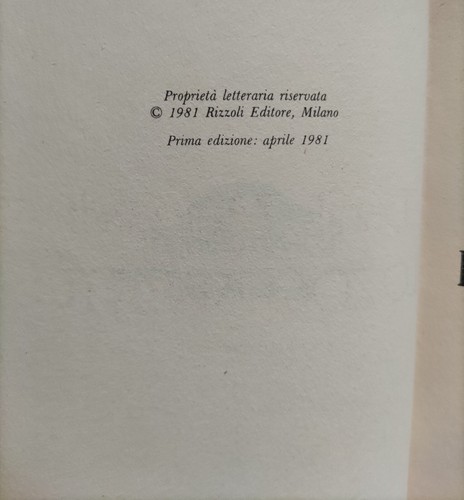 Proprietà letteraria riservata
© 1981 Rizzoli Editore, Milano
Prima edizione: aprile 1981